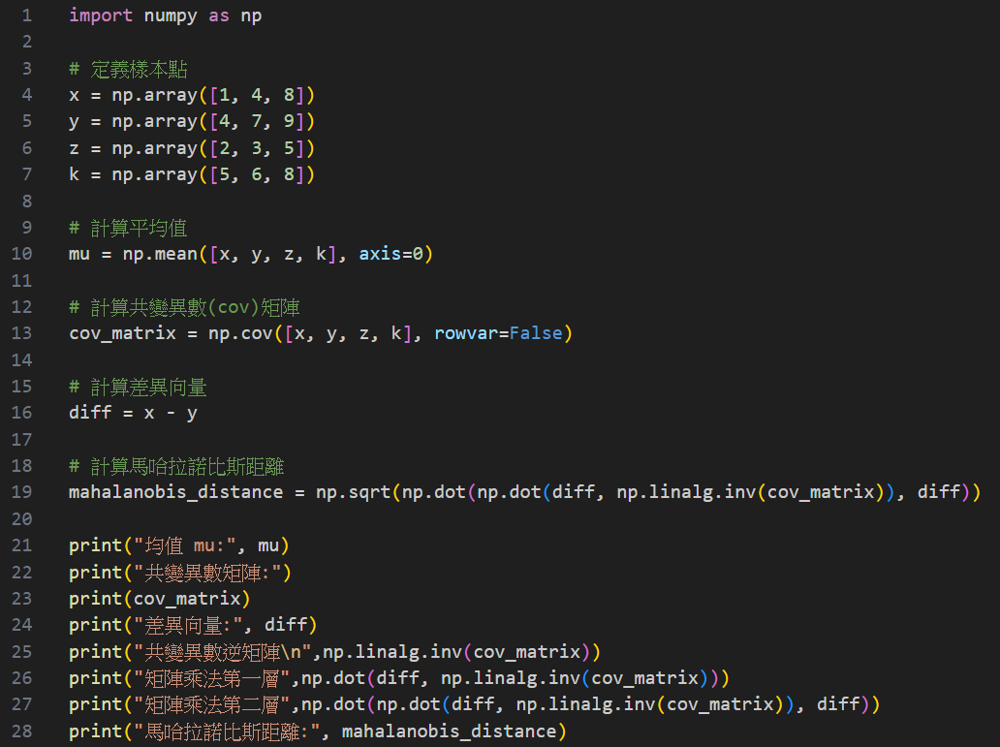 1 import numpy as np
2
3 # 定義樣本點
4 x = np.array([1, 4, 8])
5 y = np.array([4, 7, 9])
6 z = np.array([2, 3, 5])
7 k = np.array([5, 6, 8])
8
9 # 計算平均值
10 mu = np.mean([x, y, z, k], axis=0)
11
12 # 計算共變異數(cov)矩陣
13 cov_matrix = np.cov([x, y, z, k], rowvar=False)
14
15 # 計算差異向量
16 diff = x - y
17
18 # 計算馬哈拉諾比斯距離
19 mahalanobis_distance = np.sqrt(np.dot(np.dot(diff, np.linalg.inv(cov_matrix)), diff))
20
21 print("均值 mu:", mu)
22 print("共變異數矩陣:")
23 print(cov_matrix)
24 print("差異向量:", diff)
25 print("共變異數逆矩陣\n",np.linalg.inv(cov_matrix))
26 print("矩陣乘法第一層",np.dot(diff, np.linalg.inv(cov_matrix)))
27 print("矩陣乘法第二層",np.dot(np.dot(diff, np.linalg.inv(cov_matrix)), diff))
28 print("馬哈拉諾比斯距離:", mahalanobis_distance)